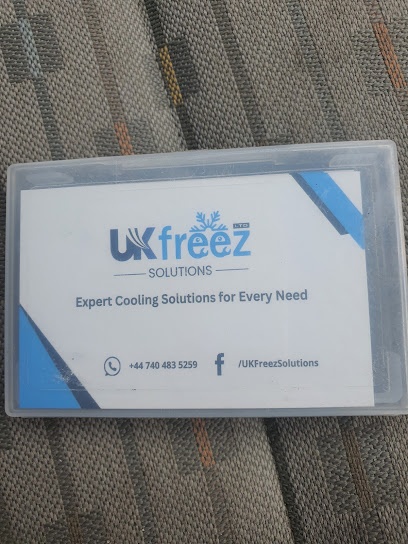 UKfreez
LTD
SOLUTIONS
Expert Cooling Solutions for Every Need
+44 740 483 5259
/UKFreezSolutions